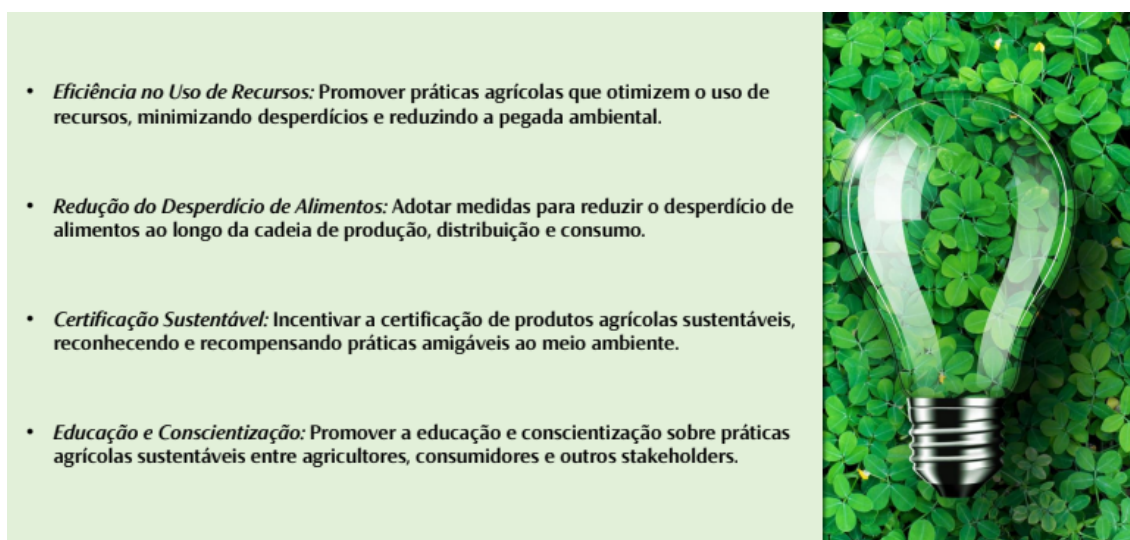 • Eficiência no Uso de Recursos: Promover práticas agrícolas que otimizem o uso de
recursos, minimizando desperdícios e reduzindo a pegada ambiental.
• Redução do Desperdício de Alimentos: Adotar medidas para reduzir o desperdício de
alimentos ao longo da cadeia de produção, distribuição e consumo.
• Certificação Sustentável: Incentivar a certificação de produtos agrícolas sustentáveis,
reconhecendo e recompensando práticas amigáveis ao meio ambiente.
• Educação e Conscientização: Promover a educação e conscientização sobre práticas
agrícolas sustentáveis entre agricultores, consumidores e outros stakeholders.